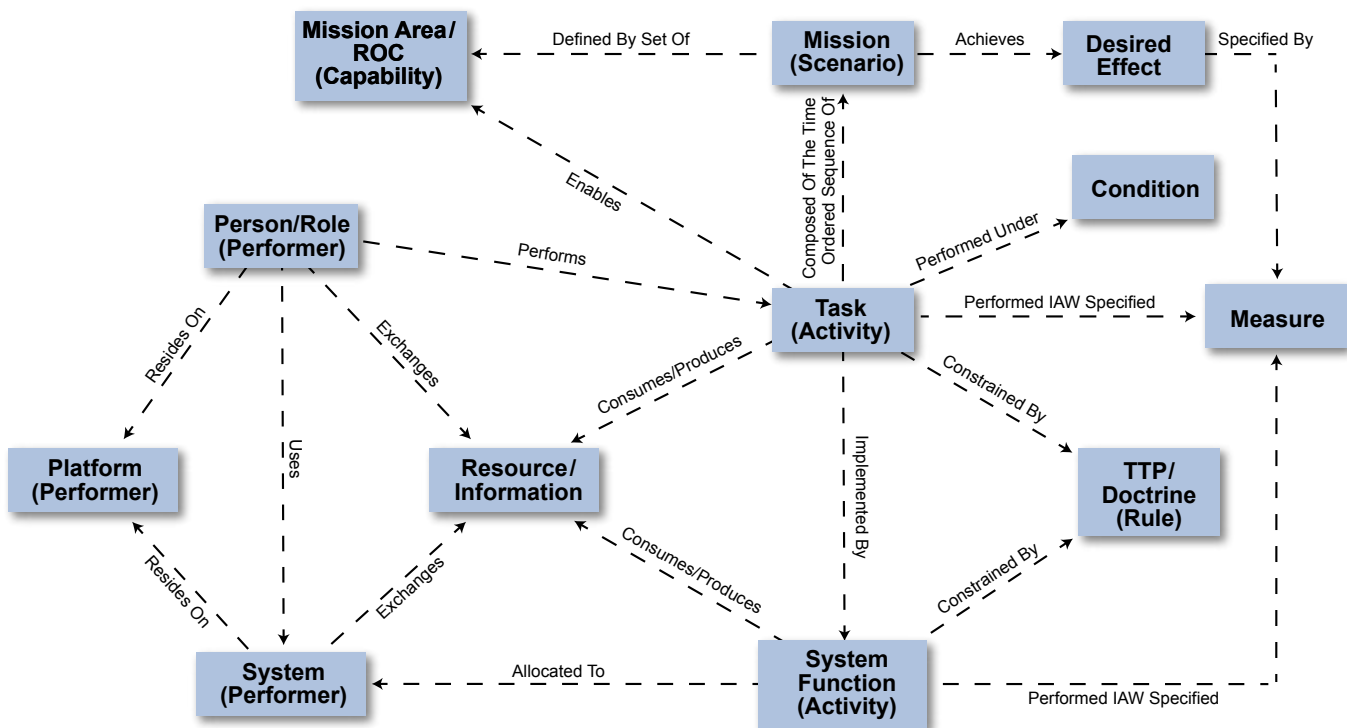 Mission Area/
ROC
(Capability)
Defined By Set Of
Mission
(Scenario)
Achieves
Desired
Effect
Specified By
Enables
Composed Of The Time
Ordered Sequence Of
Condition
Person/Role
(Performer)
Performs
Performed Under
Task
(Activity)
Performed IAW Specified
Measure
Resides On
Exchanges
Consumes/Produces
Constrained By
Uses
Implemented By
Platform
(Performer)
Resource/
Information
TTP/
Doctrine
(Rule)
Resides On
Exchanges
Consumes/Produces
Constrained By
System
(Performer)
Allocated To
System
Function
(Activity)
Performed IAW Specified